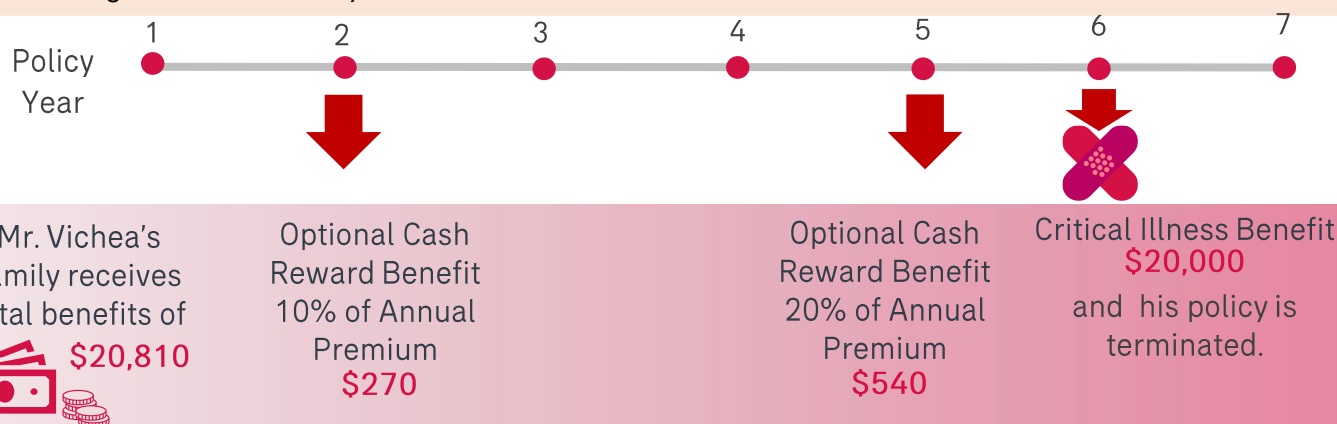 1 2 3 4 5 6 7
Policy
Year
Mr. Vichea's
mily receives
tal benefits of
$20,810
Optional Cash
Reward Benefit
10% of Annual
Premium
$270
Optional Cash
Reward Benefit
20% of Annual
Premium
$540
Critical Illness Benefit
$20,000
and his policy is
terminated.